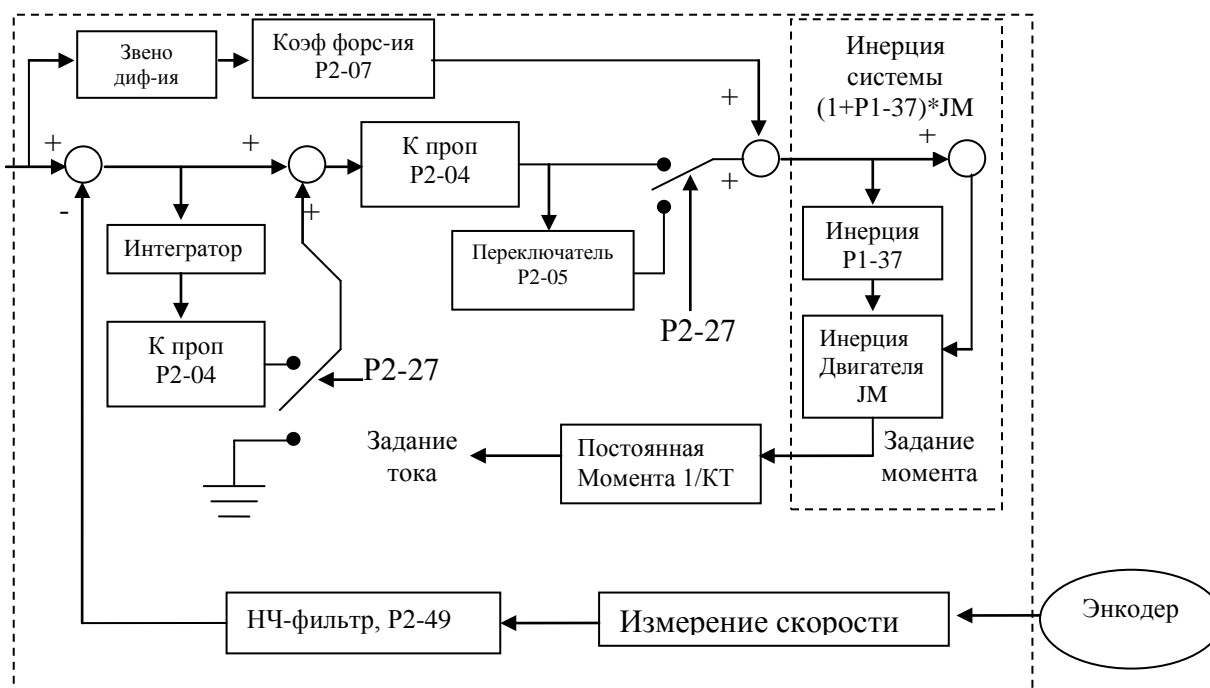 Звено
диф-ия
Коэф форс-ия
P2-07
Инерция
системы
(1+P1-37)*JM
+
+
+
+
К проп
P2-04
+
-
+
Интегратор
Переключатель
P2-05
Инерция
P1-37
P2-27
К проп
P2-04
P2-27
Инерция
Двигателя
JM
Задание
тока
Постоянная
Момента 1/КТ
Задание
момента
НЧ-фильтр, P2-49
Измерение скорости
Энкодер